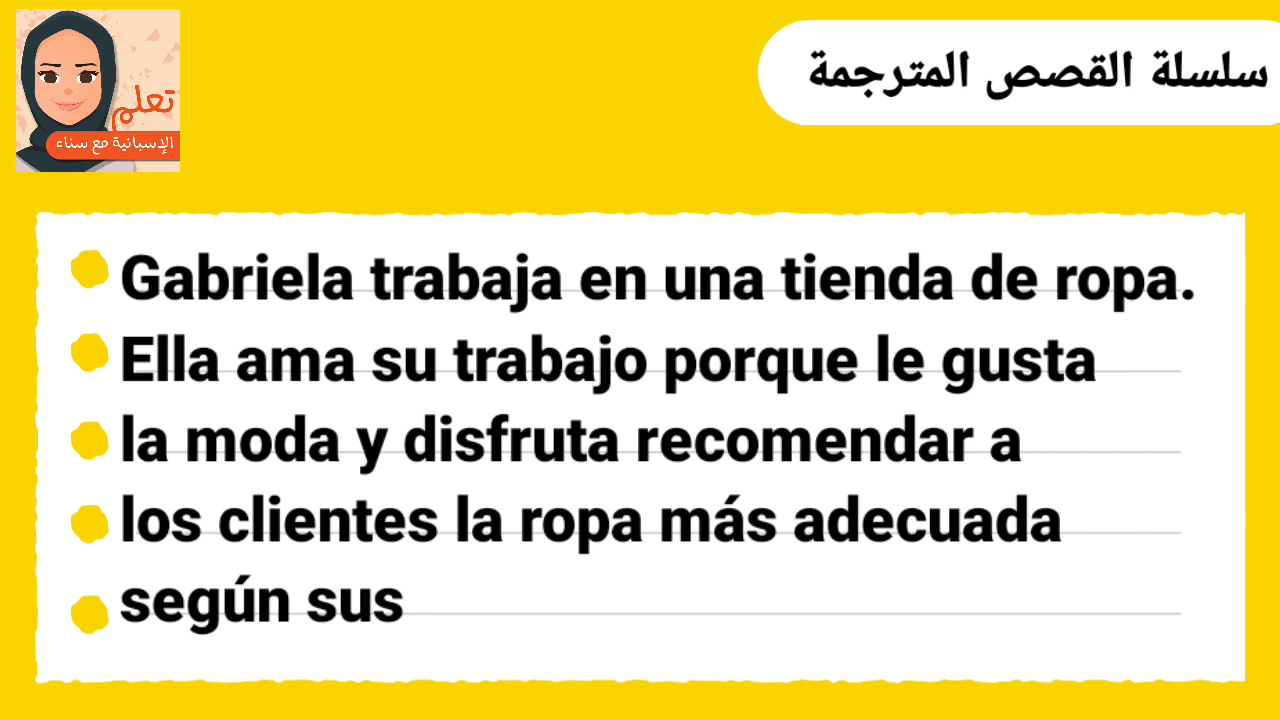 تعلم
الإسبانية مع سناء
سلسلة القصص المترجمة
Gabriela trabaja en una tienda de ropa.
Ella ama su trabajo porque le gusta
la moda y disfruta recomendar a
los clientes la ropa más adecuada
según sus